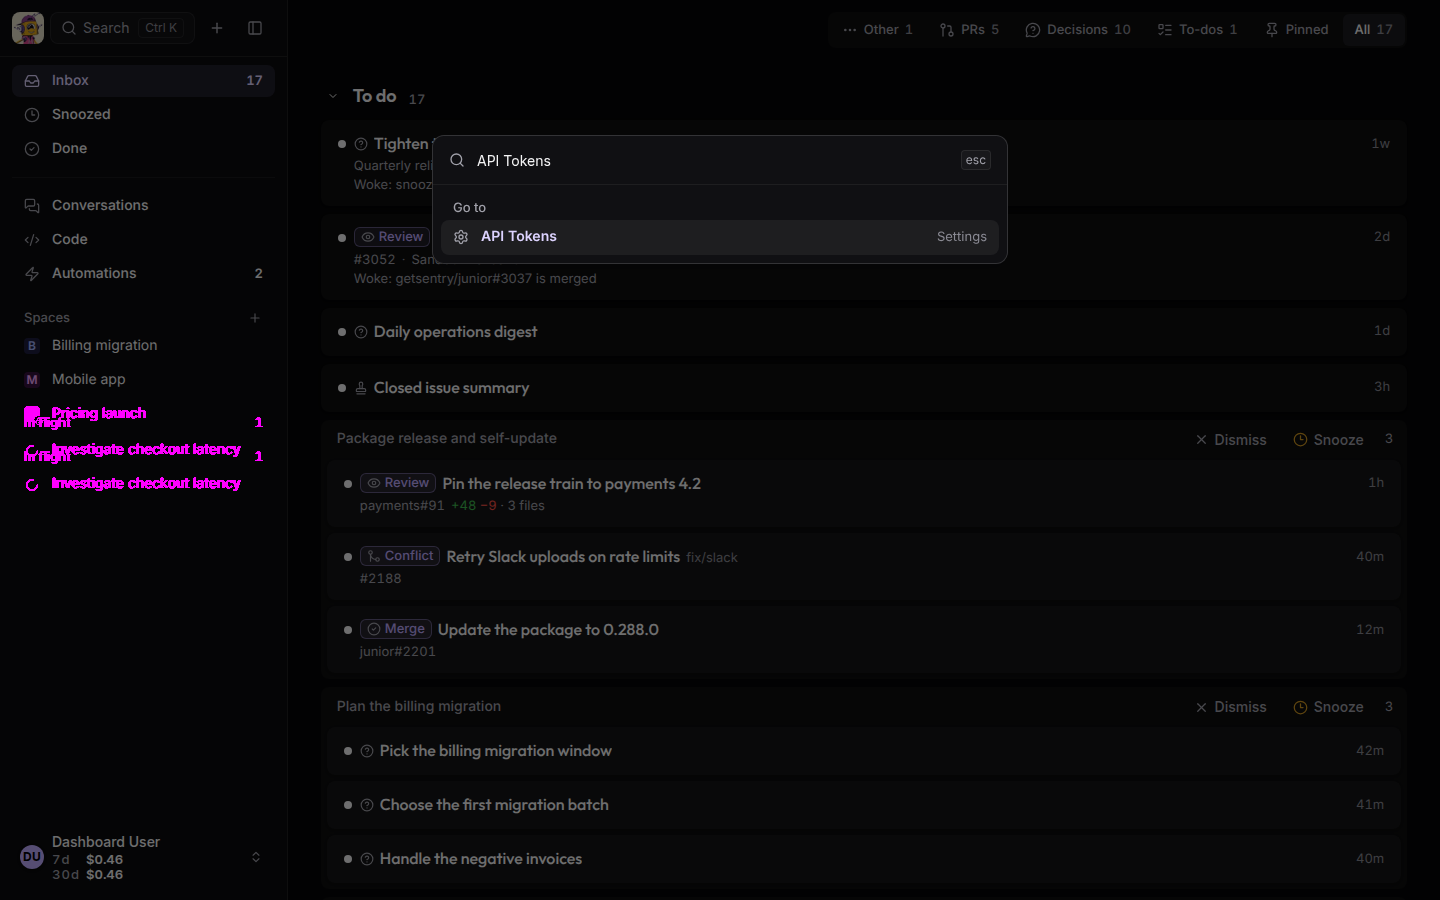 Search Ctrl K
Other 1
PRs 5
Decisions 10
To-dos 1
Pinned
All 17
Inbox 17
Snoozed
Done
Conversations
Code
Automations 2
Spaces
B Billing migration
M Mobile app
Pricing launch
In flight 1
Investigate checkout latency
In flight 1
Investigate checkout latency
Dashboard User
DU
7d $0.46
30d $0.46
To do 17
API Tokens esc
Go to
API Tokens Settings
Tighten
1w
Quarterly
Woke:
Review 2d
#3052 ·
Woke: getsentry/junior#3037 is merged
Daily operations digest 1d
Closed issue summary 3h
Package release and self-update Dismiss Snooze 3
Review Pin the release train to payments 4.2 1h
payments#91 +48 −9 · 3 files
Conflict Retry Slack uploads on rate limits fix/slack 40m
#2188
Merge Update the package to 0.288.0 12m
junior#2201
Plan the billing migration Dismiss Snooze 3
Pick the billing migration window 42m
Choose the first migration batch 41m
Handle the negative invoices 40m